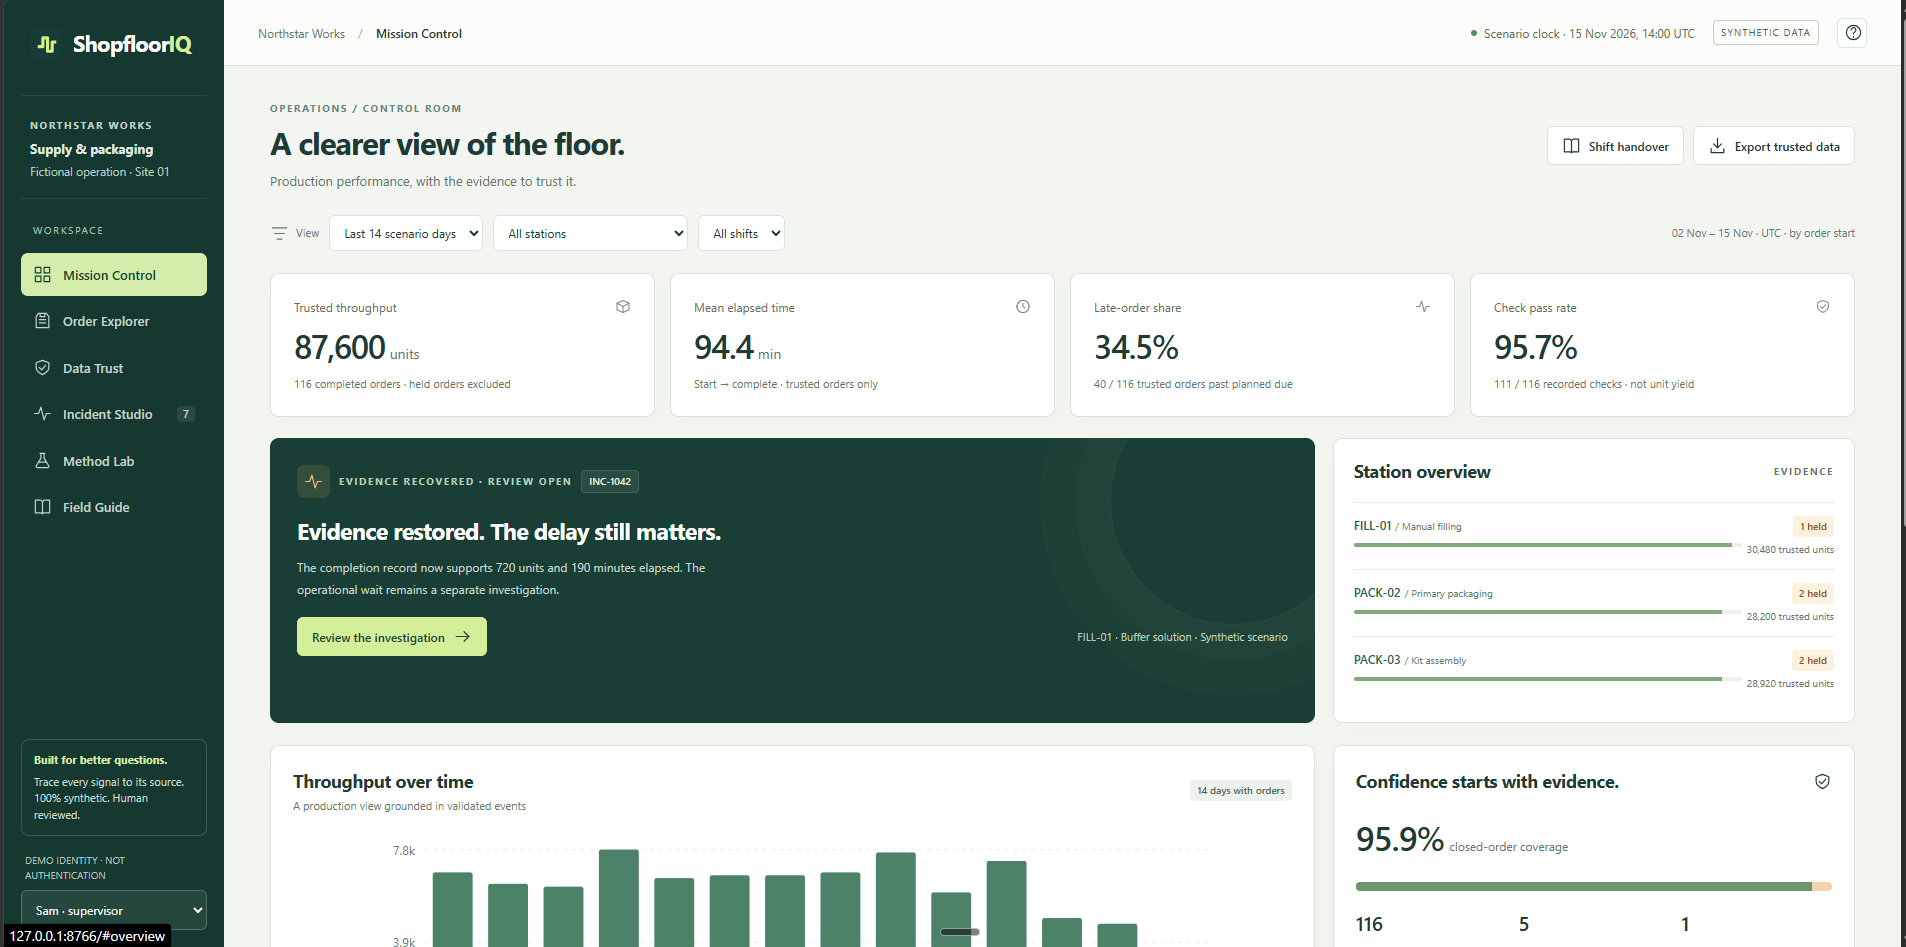 ShopfloorIQ
NORTHSTAR WORKS
Supply & packaging
Fictional operation · Site 01
WORKSPACE
Mission Control
Order Explorer
Data Trust
Incident Studio 7
Method Lab
Field Guide
Built for better questions.
Trace every signal to its source.
100% synthetic. Human
reviewed.
DEMO IDENTITY · NOT
AUTHENTICATION
Sam · supervisor
127.0.0.1:8766/#overview
Northstar Works / Mission Control
Scenario clock · 15 Nov 2026, 14:00 UTC
SYNTHETIC DATA
OPERATIONS / CONTROL ROOM
A clearer view of the floor.
Production performance, with the evidence to trust it.
Shift handover
Export trusted data
View
Last 14 scenario days
All stations
All shifts
02 Nov – 15 Nov · UTC · by order start
Trusted throughput
87,600 units
116 completed orders · held orders excluded
Mean elapsed time
94.4 min
Start → complete · trusted orders only
Late-order share
34.5%
40 / 116 trusted orders past planned due
Check pass rate
95.7%
111 / 116 recorded checks · not unit yield
EVIDENCE RECOVERED · REVIEW OPEN INC-1042
Evidence restored. The delay still matters.
The completion record now supports 720 units and 190 minutes elapsed. The
operational wait remains a separate investigation.
Review the investigation →
FILL-01 · Buffer solution · Synthetic scenario
Station overview
EVIDENCE
FILL-01 / Manual filling
1 held
30,480 trusted units
PACK-02 / Primary packaging
2 held
28,200 trusted units
PACK-03 / Kit assembly
2 held
28,920 trusted units
Throughput over time
A production view grounded in validated events
14 days with orders
7.8k
3.9k
Confidence starts with evidence.
95.9% closed-order coverage
116 5 1